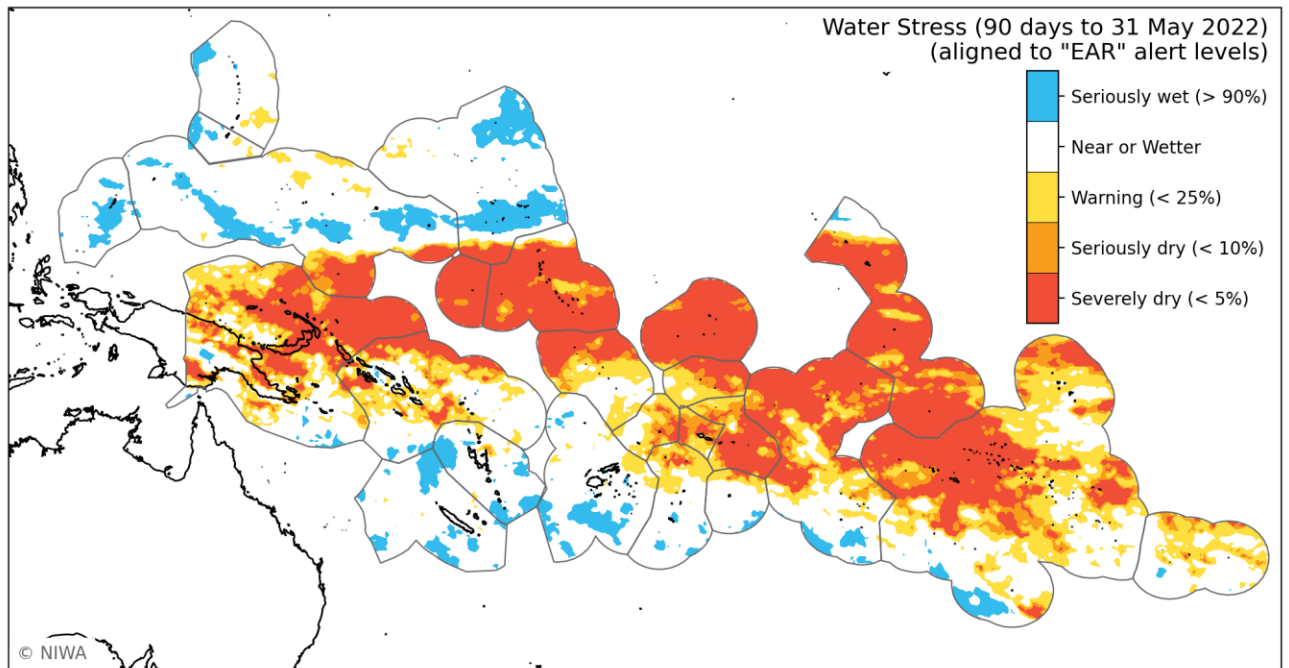 Water Stress (90 days to 31 May 2022)
(aligned to "EAR" alert levels)
Seriously wet (> 90%)
Near or Wetter
Warning (< 25%)
Seriously dry (< 10%)
Severely dry (< 5%)
© NIWA